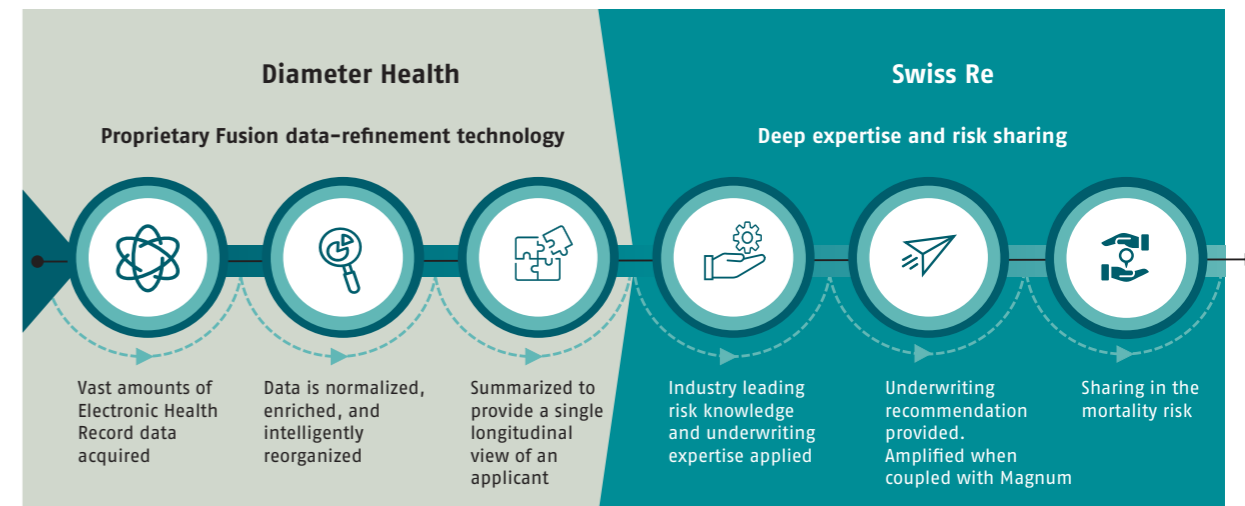 Diameter Health
Proprietary Fusion data-refinement technology
Vast amounts of
Electronic Health
Record data
acquired
Data is normalized,
enriched, and
intelligently
reorganized
Summarized to
provide a single
longitudinal
view of an
applicant
Swiss Re
Deep expertise and risk sharing
Industry leading
risk knowledge
and underwriting
expertise applied
Underwriting
recommendation
provided.
Amplified when
coupled with Magnum
Sharing in the
mortality risk